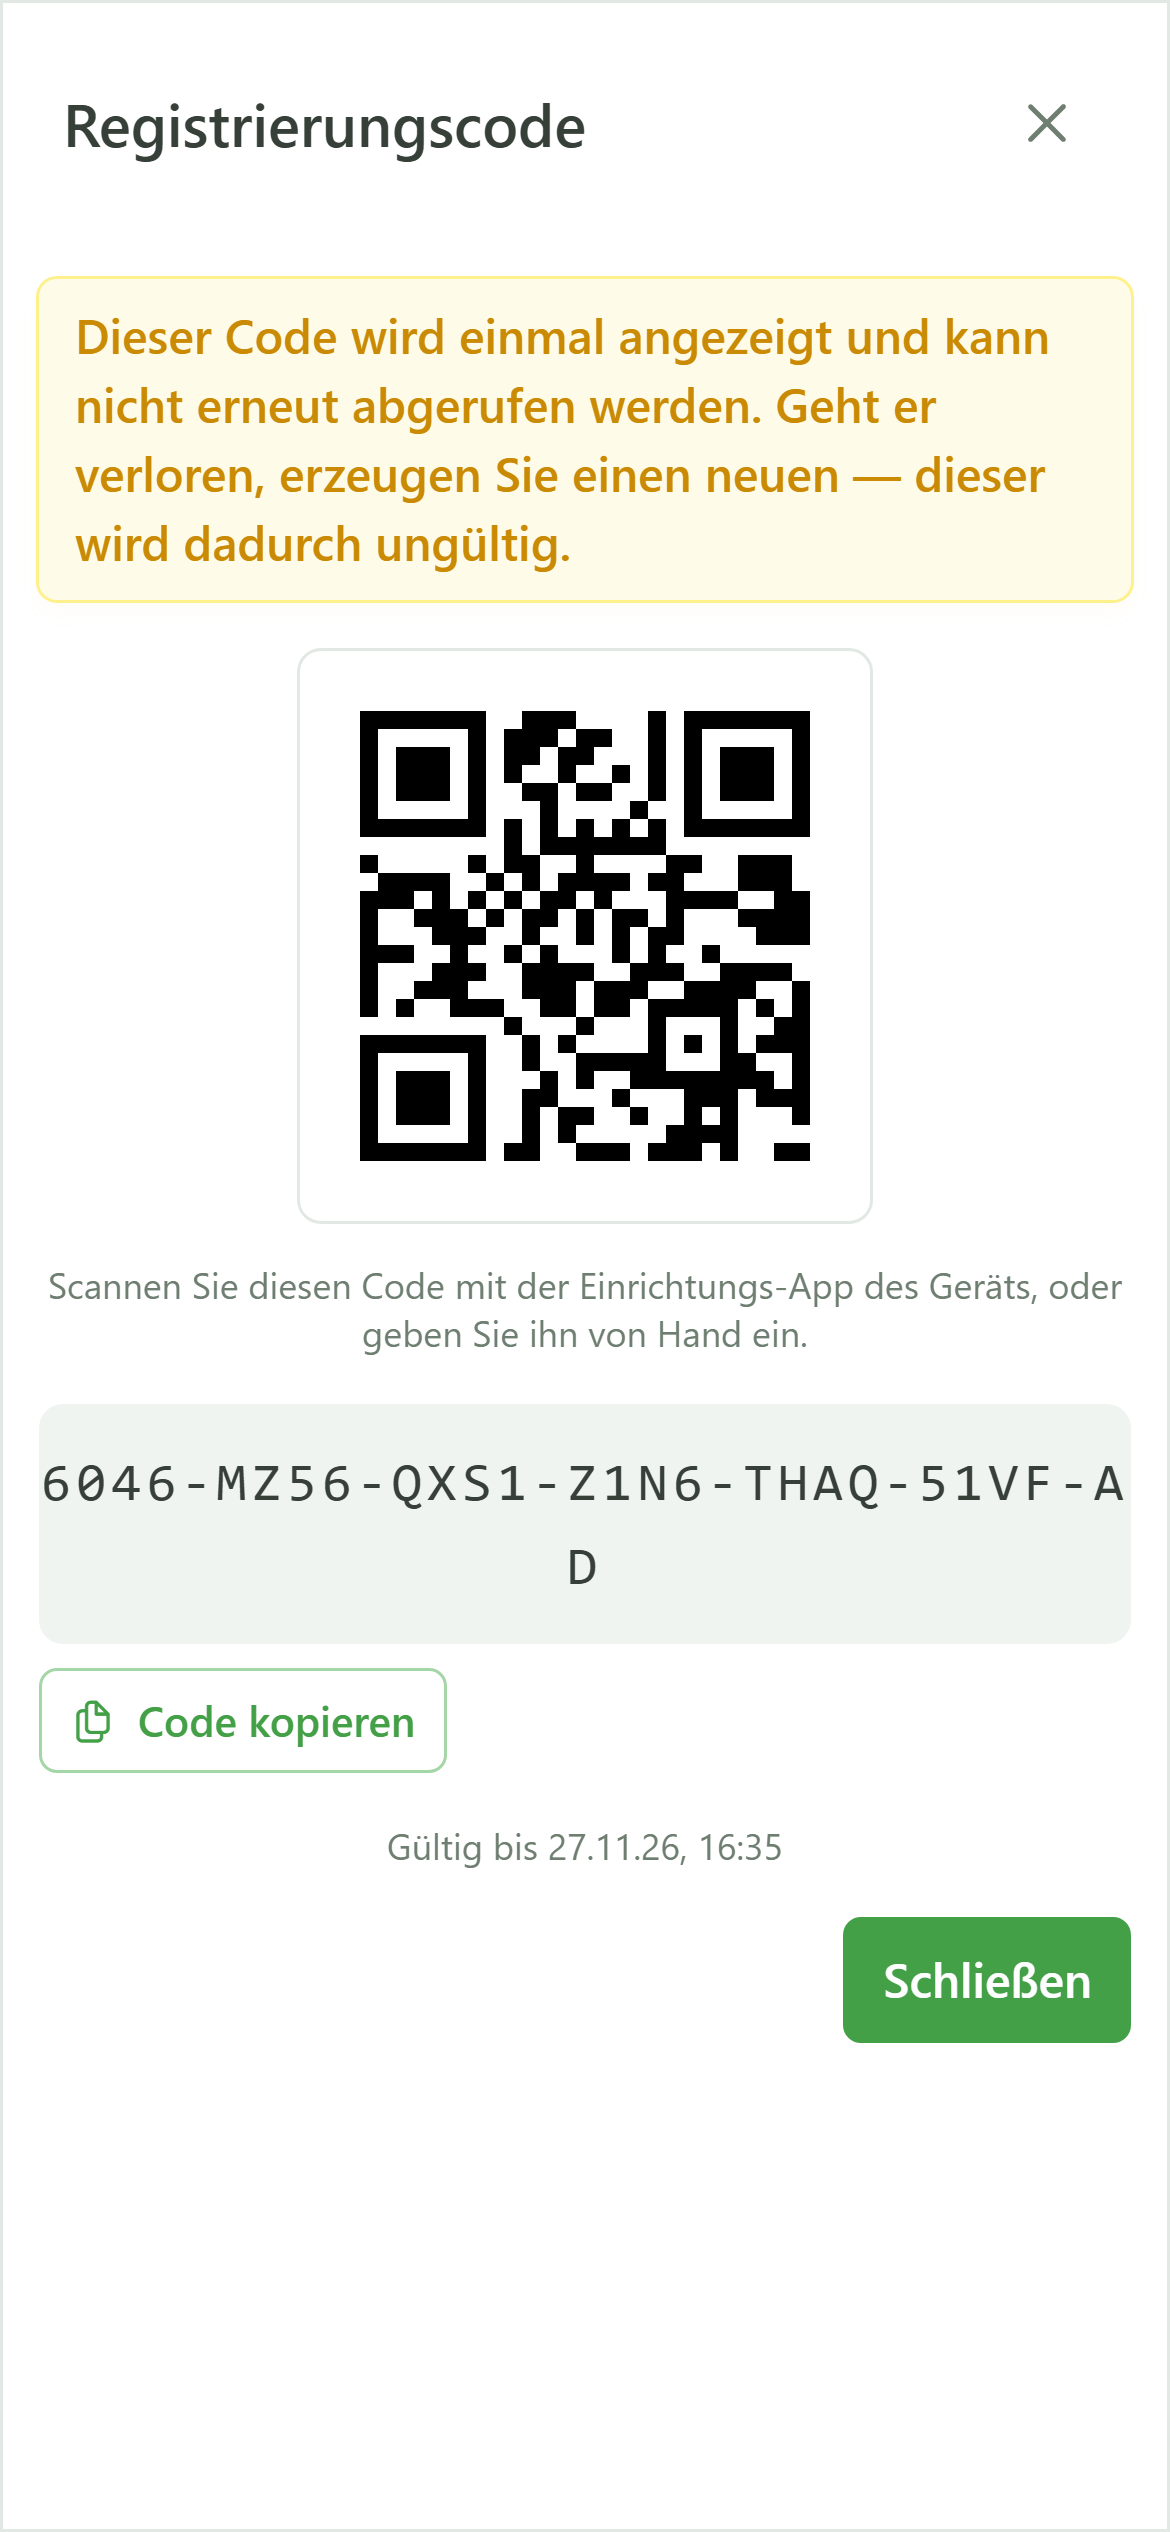 Registrierungscode
Dieser Code wird einmal angezeigt und kann
nicht erneut abgerufen werden. Geht er
verloren, erzeugen Sie einen neuen — dieser
wird dadurch ungültig.
Scannen Sie diesen Code mit der Einrichtungs-App des Geräts, oder
geben Sie ihn von Hand ein.
6046-MZ56-QXS1-Z1N6-THAQ-51VF-A
D
Code kopieren
Gültig bis 27.11.26, 16:35
Schließen